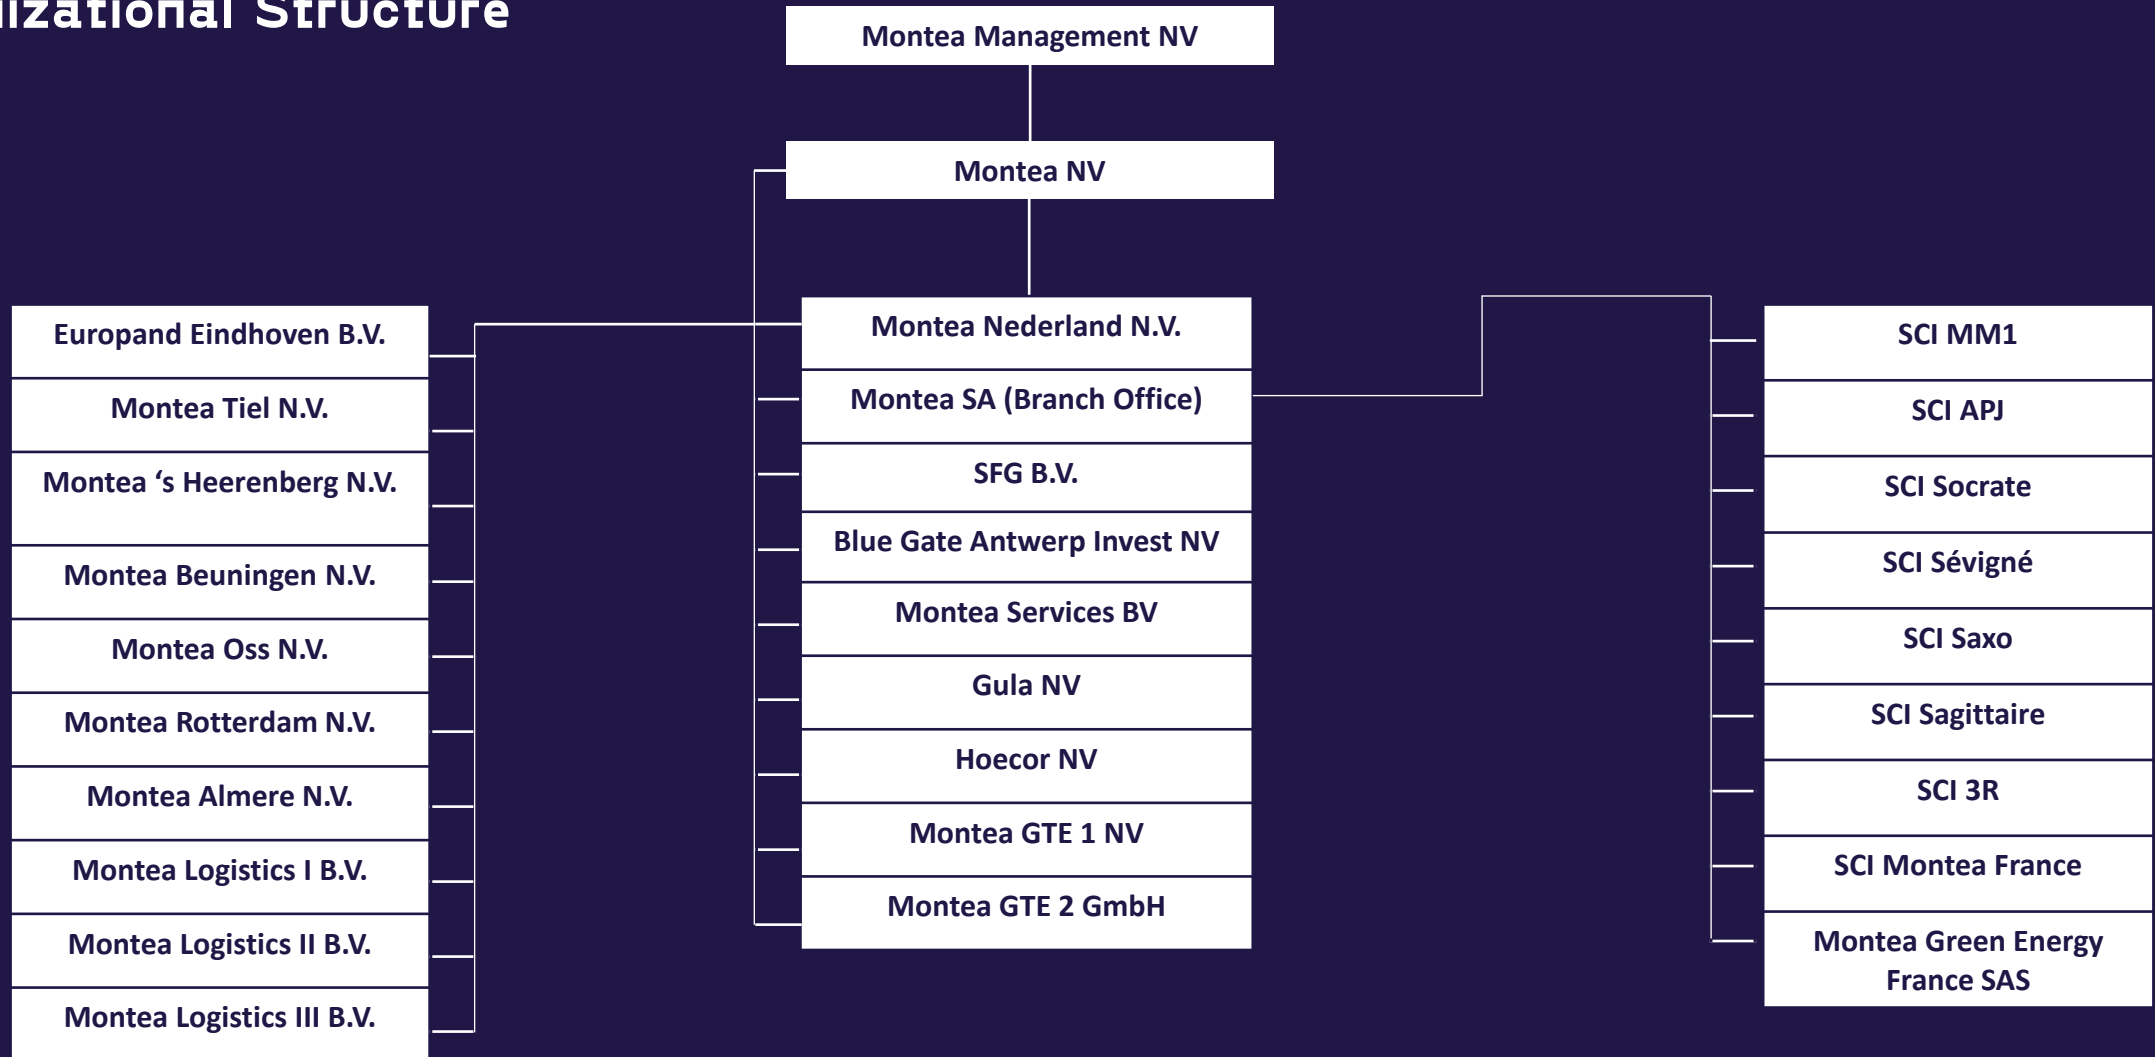 Structure
Montea Management NV
Montea NV
Europand Eindhoven B.V.
Montea Tiel N.V.
Montea ‘s Heerenberg N.V.
Montea Beuningen N.V.
Montea Oss N.V.
Montea Rotterdam N.V.
Montea Almere N.V.
Montea Logistics I B.V.
Montea Logistics II B.V.
Montea Logistics III B.V.
Montea Nederland N.V.
Montea SA (Branch Office)
SFG B.V.
Blue Gate Antwerp Invest NV
Montea Services BV
Gula NV
Hoecor NV
Montea GTE 1 NV
Montea GTE 2 GmbH
SCI MM1
SCI APJ
SCI Socrate
SCI Sévigné
SCI Saxo
SCI Sagittaire
SCI 3R
SCI Montea France
Montea Green Energy
France SAS